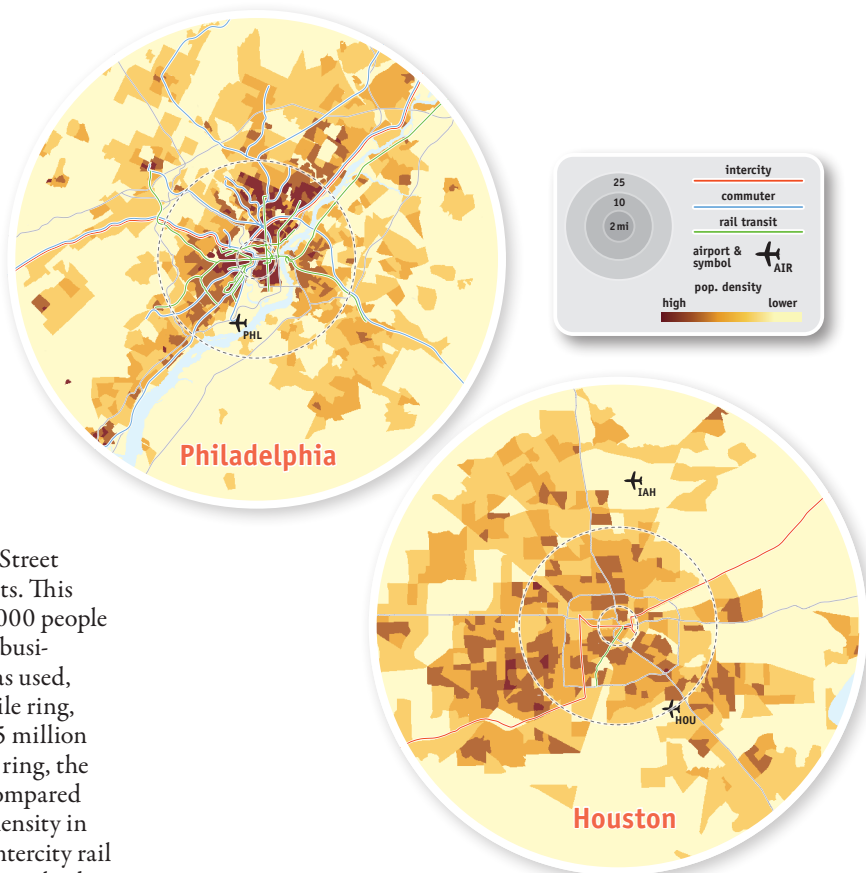 PHL
Philadelphia
25
10
2 mi
intercity
commuter
rail transit
airport &
symbol
AIR
pop. density
high lower
IAH
HOU
Houston
Street
ts. This
000 people
busi-
as used,
ile ring,
5 million
ring, the
ompared
density in
ntercity rail